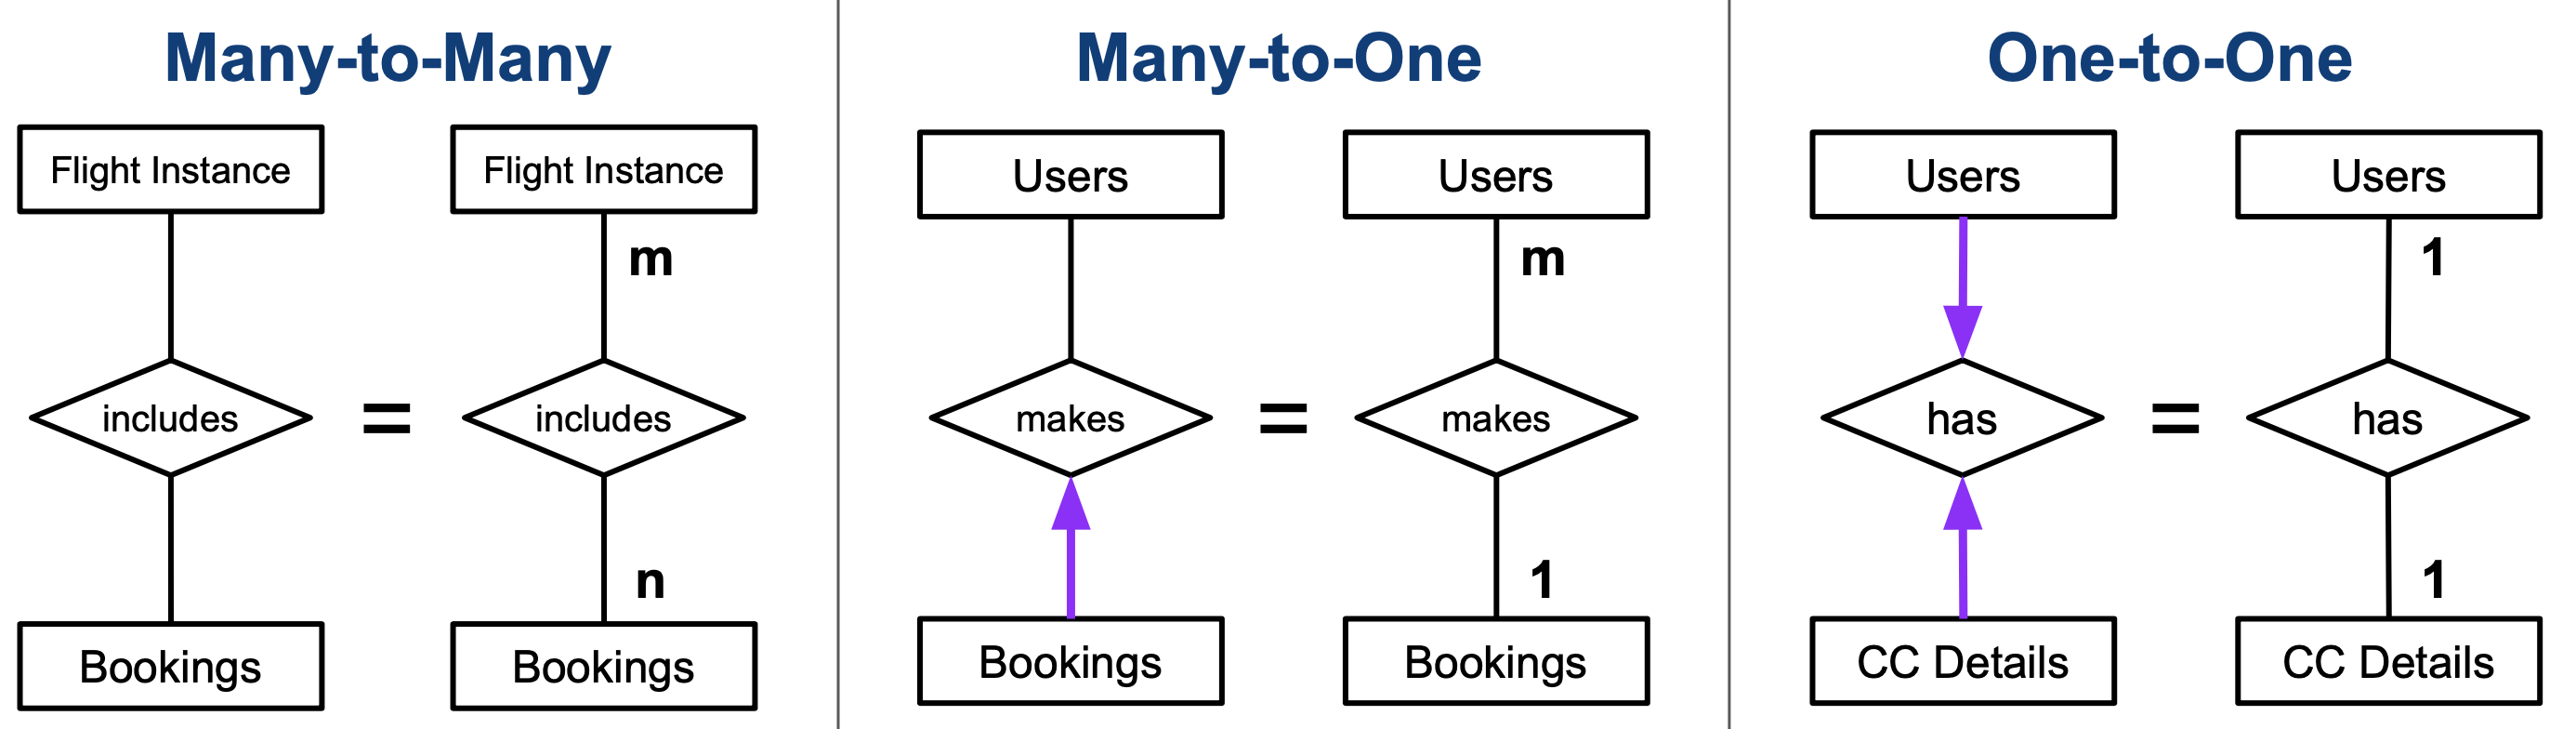 Many-to-Many
Flight Instance
Flight Instance
m
includes
=
includes
n
Bookings
Bookings
Many-to-One
Users
Users
m
makes
=
makes
1
Bookings
Bookings
One-to-One
Users
Users
1
has
=
has
1
CC Details
CC Details